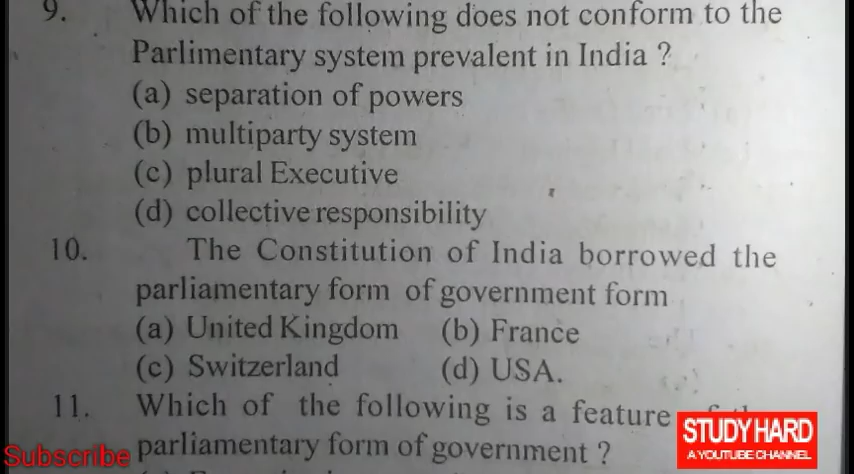 9. Which of the following does not conform to the
Parlimentary system prevalent in India ?
(a) separation of powers
(b) multiparty system
(c) plural Executive
(d) collective responsibility
10. The Constitution of India borrowed the
parliamentary form of government form
(a) United Kingdom (b) France
(c) Switzerland (d) USA.
11. Which of the following is a feature
parliamentary form of government ?
Subscribe
STUDY HARD
A YOUTUBE CHANNEL